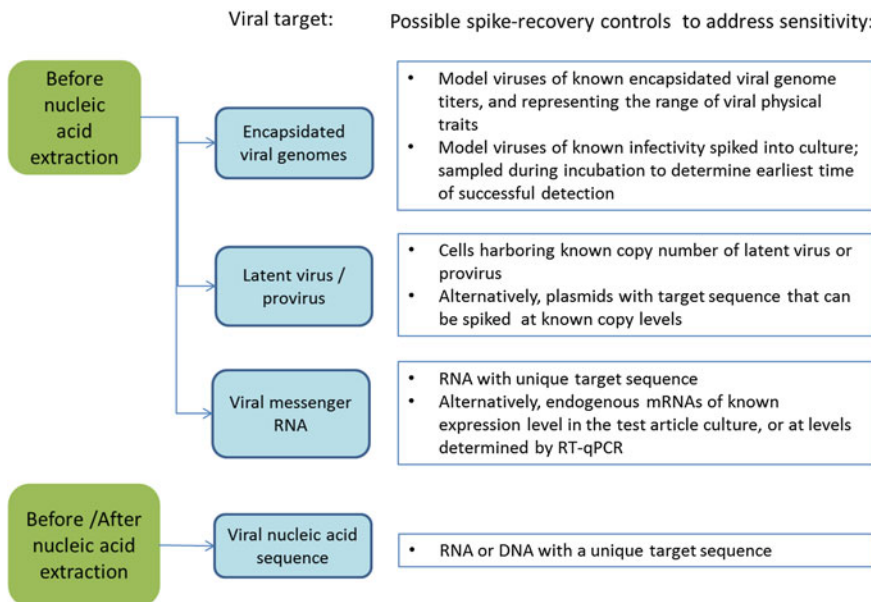 Viral target:
Possible spike-recovery controls to address sensitivity:
Before
nucleic
acid
extraction
Encapsidated
viral genomes
• Model viruses of known encapsidated viral genome
titers, and representing the range of viral physical
traits
• Model viruses of known infectivity spiked into culture;
sampled during incubation to determine earliest time
of successful detection
Latent virus /
provirus
• Cells harboring known copy number of latent virus or
provirus
• Alternatively, plasmids with target sequence that can
be spiked at known copy levels
Viral messenger
RNA
• RNA with unique target sequence
• Alternatively, endogenous mRNAs of known
expression level in the test article culture, or at levels
determined by RT-qPCR
Before /After
nucleic acid
extraction
Viral nucleic acid
sequence
• RNA or DNA with a unique target sequence